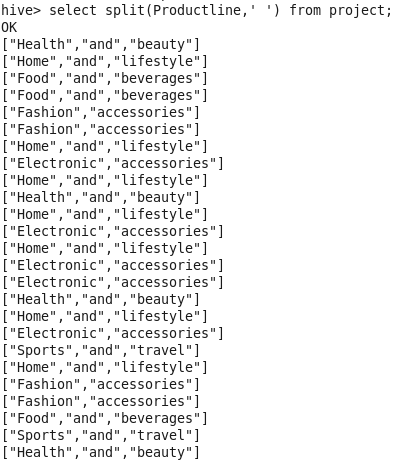 hive> select split(Productline,' ') from project;
OK
["Health","and","beauty"]
["Home","and","lifestyle"]
["Food","and","beverages"]
["Food","and","beverages"]
["Fashion","accessories"]
["Fashion","accessories"]
["Home","and","lifestyle"]
["Electronic","accessories"]
["Home","and","lifestyle"]
["Health","and","beauty"]
["Home","and","lifestyle"]
["Electronic","accessories"]
["Home","and","lifestyle"]
["Electronic","accessories"]
["Electronic","accessories"]
["Health","and","beauty"]
["Home","and","lifestyle"]
["Electronic","accessories"]
["Sports","and","travel"]
["Home","and","lifestyle"]
["Fashion","accessories"]
["Fashion","accessories"]
["Food","and","beverages"]
["Sports","and","travel"]
["Health","and","beauty"]